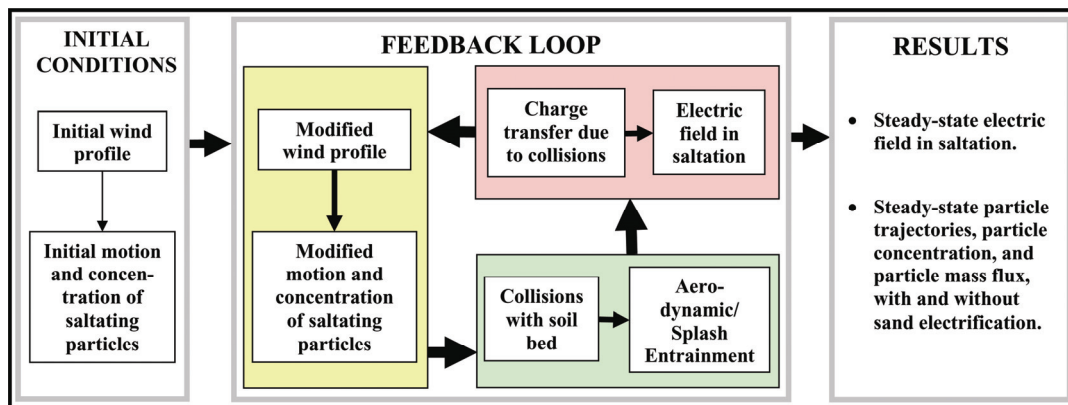 INITIAL
CONDITIONS
Initial wind
profile
Initial motion
and concen-
tration of
saltating
particles
FEEDBACK LOOP
Modified
wind profile
Modified
motion and
concentration
of saltating
particles
Charge
transfer due
to collisions
Electric
field in
saltation
Collisions
with soil
bed
Aero-
dynamic/
Splash
Entrainment
RESULTS
• Steady-state electric
field in saltation.
• Steady-state particle
trajectories, particle
concentration, and
particle mass flux,
with and without
sand electrification.